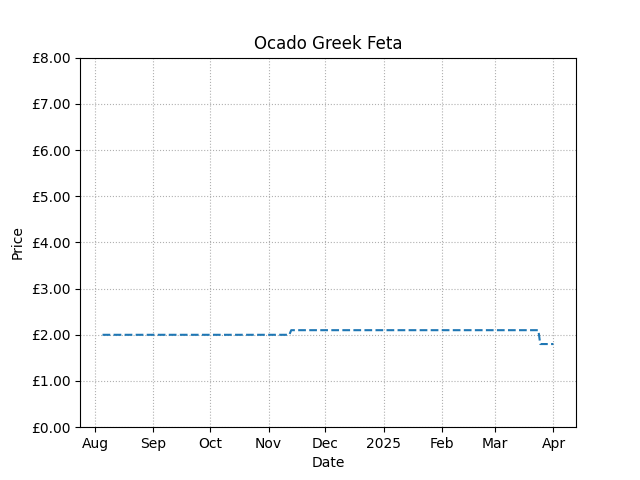 Ocado Greek Feta
£8.00
£7.00
£6.00
£5.00
£4.00
£3.00
£2.00
£1.00
£0.00
Price
Aug Sep Oct Nov Dec 2025 Feb Mar Apr
Date